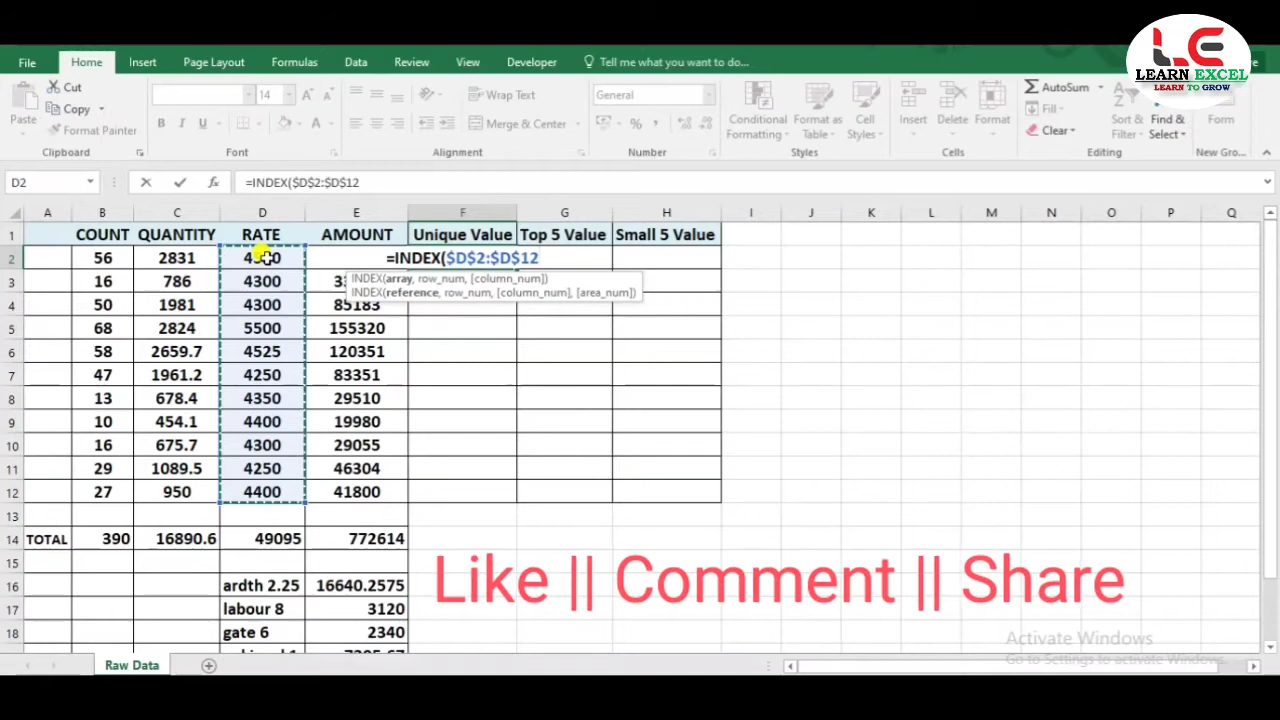 LEARN EXCEL
LEARN TO GROW
File Home Insert Page Layout Formulas Data Review View Developer Tell me what you want to do...
Cut
Copy
Format Painter
Paste
14
Wrap Text
Merge & Center
General
Conditional Formatting
Format as Table
Cell Styles
Insert Delete Format
AutoSum
Fill
Clear
Sort & Filter
Find & Select
Form
Clipboard Font Alignment Number Styles Cells Editing New Gro...
D2 =INDEX($D$2:$D$12
A B C D E F G H I J K L M N O P Q
1 COUNT QUANTITY RATE AMOUNT Unique Value Top 5 Value Small 5 Value
2 56 2831 =INDEX($D$2:$D$12
INDEX(array, row_num, [column_num])
INDEX(reference, row_num, [column_num], [area_num])
3 16 786 4300
4 50 1981 4300 85183
5 68 2824 5500 155320
6 58 2659.7 4525 120351
7 47 1961.2 4250 83351
8 13 678.4 4350 29510
9 10 454.1 4400 19980
10 16 675.7 4300 29055
11 29 1089.5 4250 46304
12 27 950 4400 41800
13
14 TOTAL 390 16890.6 49095 772614
15
16 ardth 2.25 16640.2575
17 labour 8 3120
18 gate 6 2340
Like || Comment || Share
Activate Windows
Go to Settings to activate Windows.
Raw Data